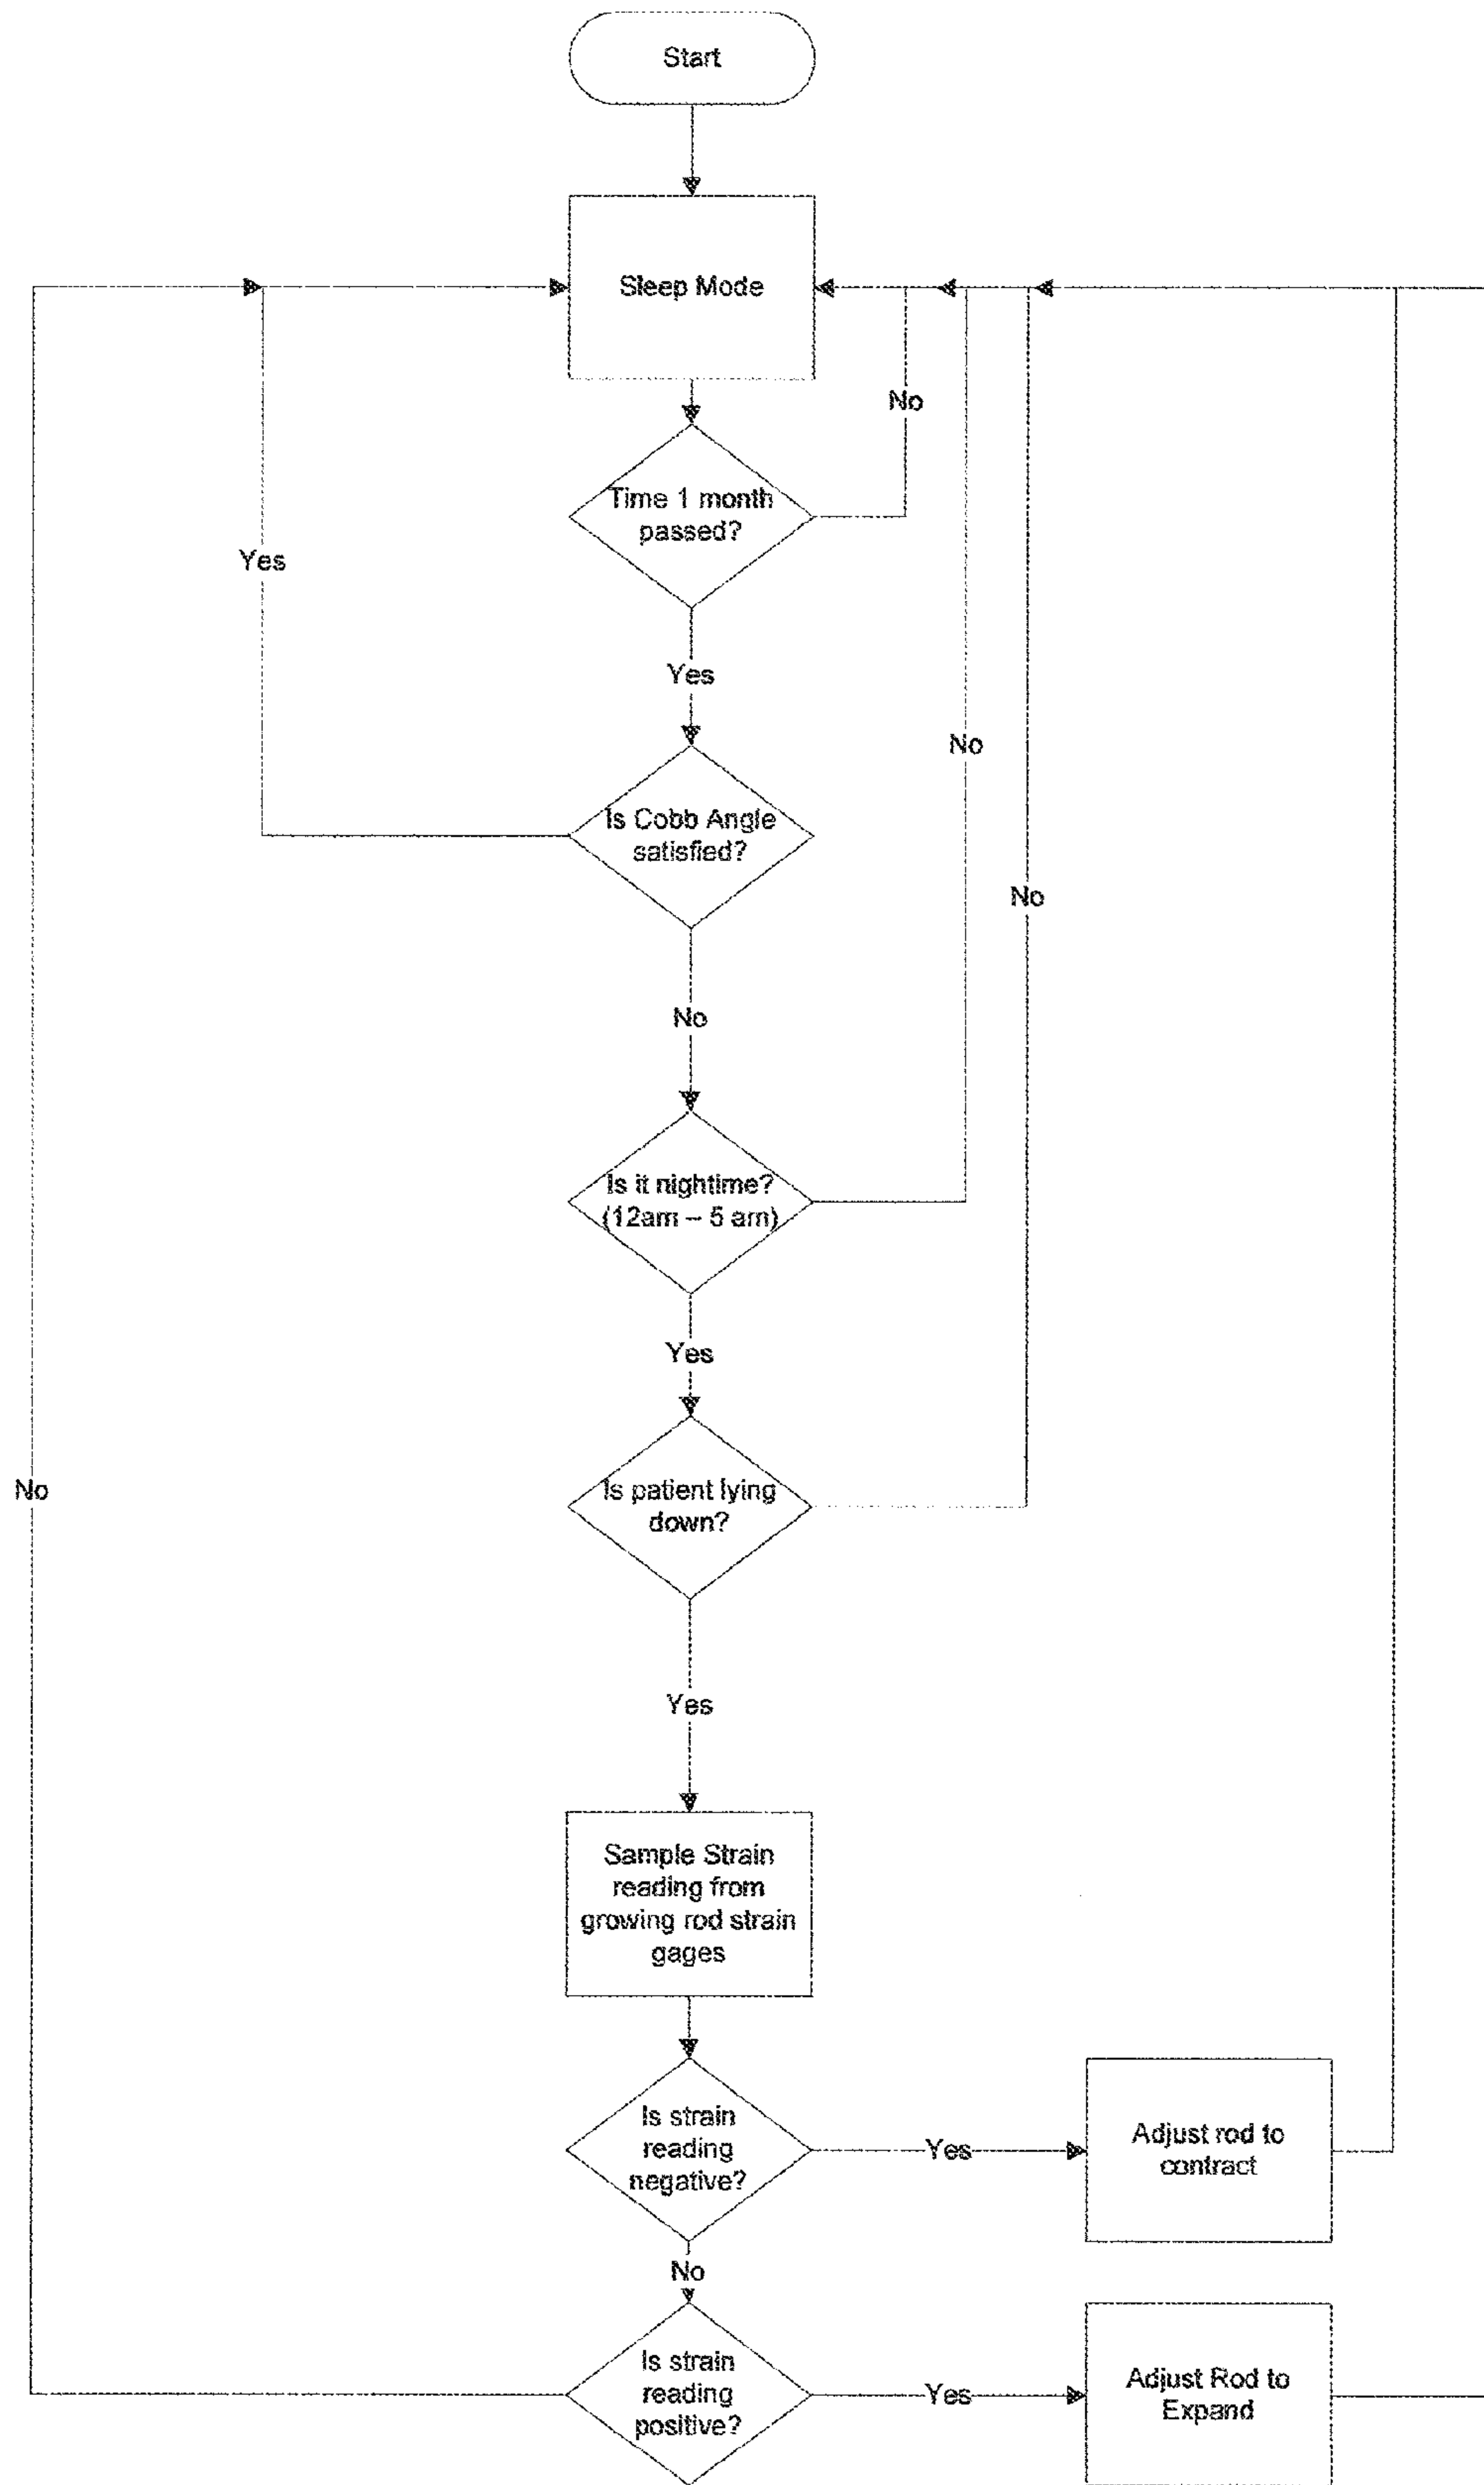 Start
Sleep Mode
No
Time 1 month
passed?
Yes
Yes
No
Is Cobb Angle
satisfied?
No
No
Is it nightime?
(12am – 5 am)
Yes
No
Is patient lying
down?
Yes
Sample Strain
reading from
growing rod strain
gages
Is strain
reading
negative?
Yes
Adjust rod to
contract
No
Is strain
reading
positive?
Yes
Adjust Rod to
Expand